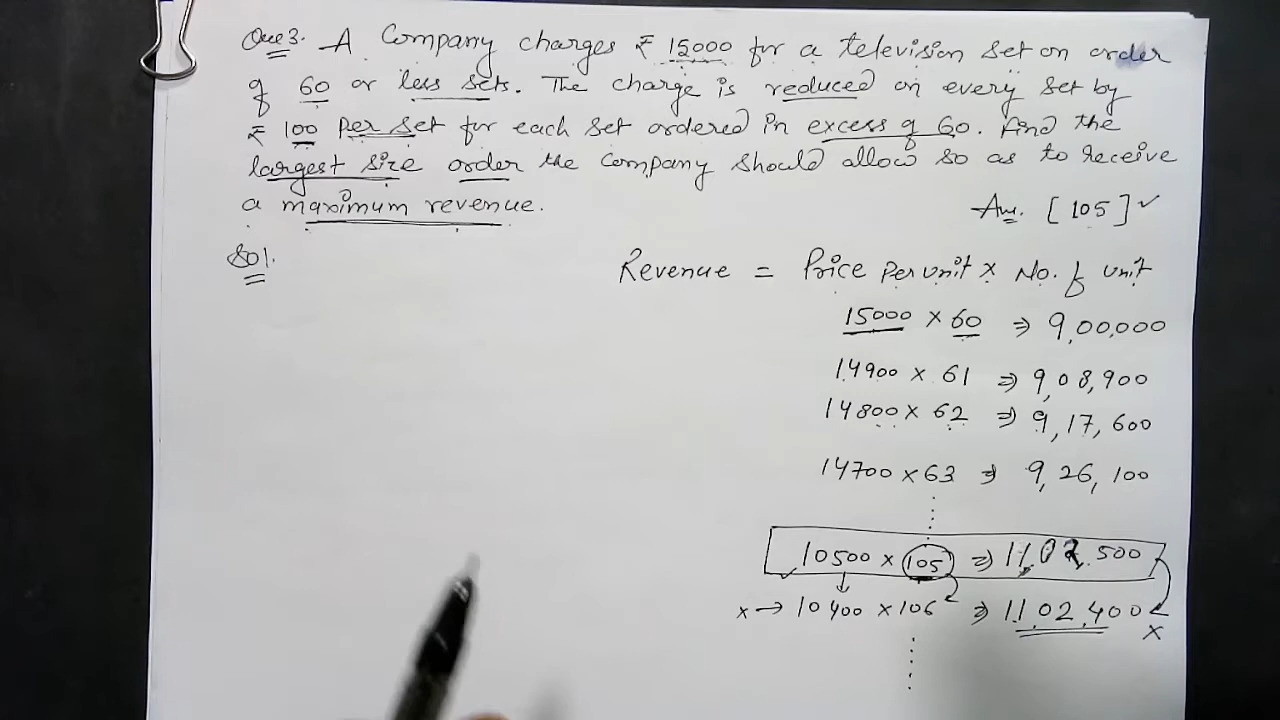 Que 3. A Company charges ₹ 15000 for a television set on order
of 60 or less sets. The charge is reduced on every set by
₹ 100 per set for each set ordered in excess of 60. Find the
largest size order the Company should allow so as to receive
a maximum revenue.
Ans. [105] ✓
Sol.
Revenue = Price per unit × No. of unit
15000 × 60 ⇒ 9,00,000
14900 × 61 ⇒ 9,08,900
14800 × 62 ⇒ 9,17,600
14700 × 63 ⇒ 9,26,100
10500 × 105 ⇒ 11,02,500
× → 10400 × 106 ⇒ 11,02,400 ×